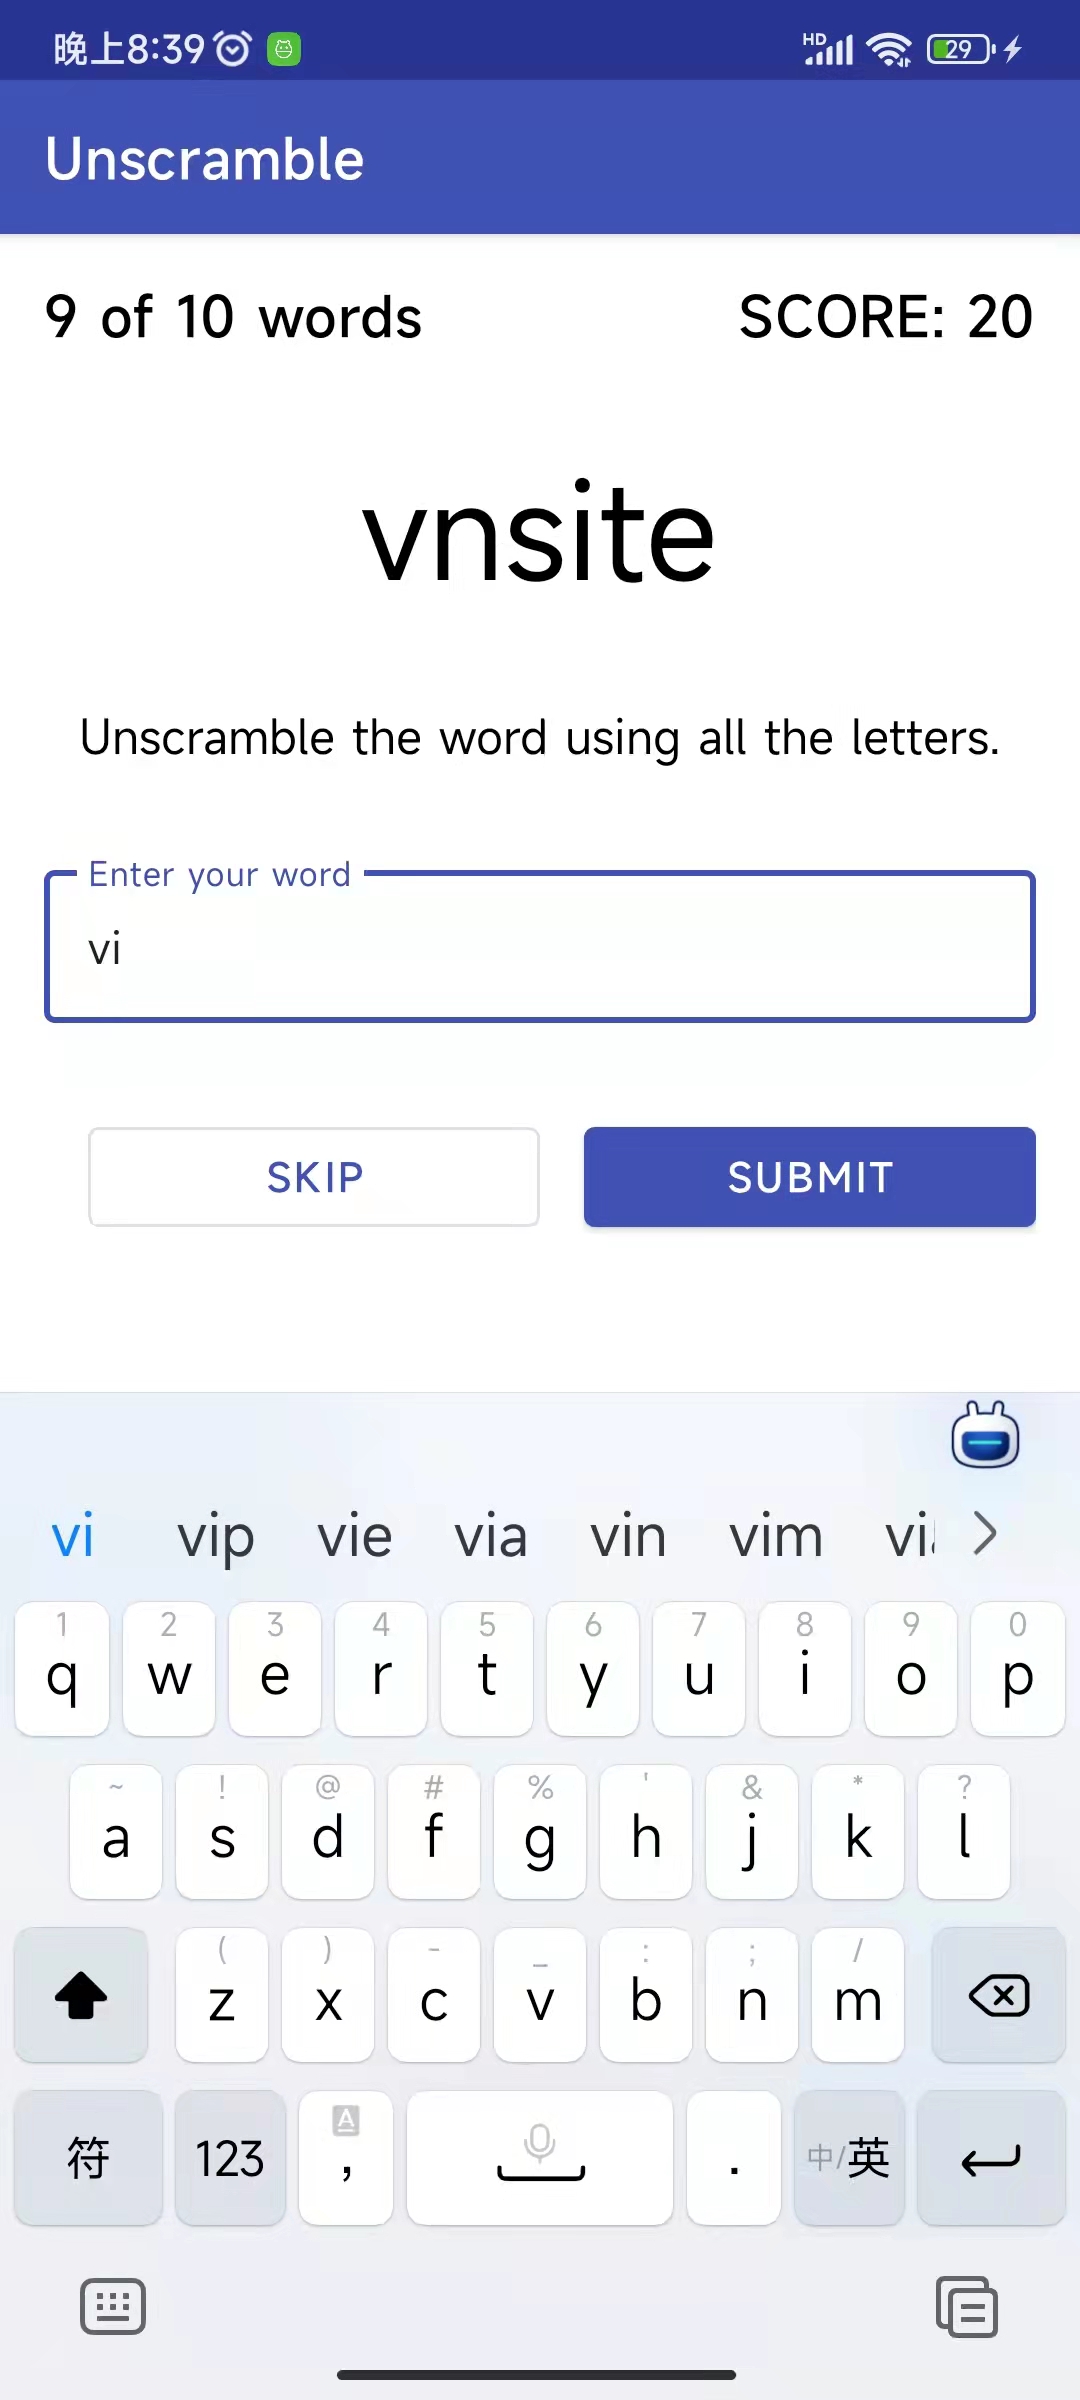 晚上8:39 HD 29
Unscramble
9 of 10 words SCORE: 20
vnsite
Unscramble the word using all the letters.
Enter your word
vi
SKIP SUBMIT
vi vip vie via vin vim
1 2 3 4 5 6 7 8 9 0
q w e r t y u i o p
~ ! @ # % ' & * ?
a s d f g h j k l
( ) - _ : ; /
z x c v b n m
A
符 123 , . 中/英